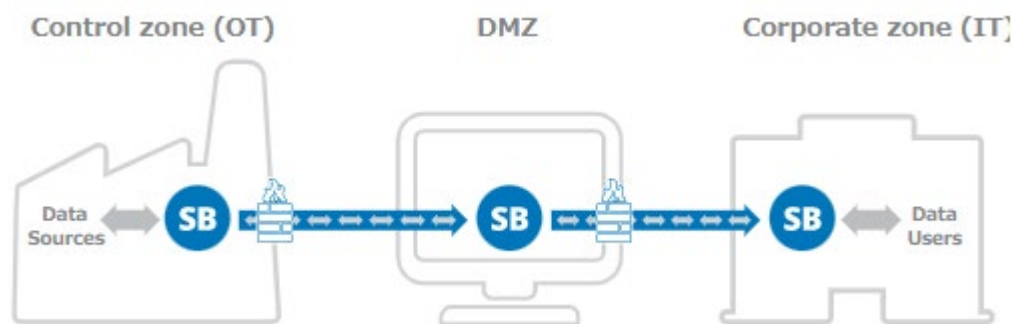 Control zone (OT)
DMZ
Corporate zone (IT)
Data
Sources
SB
SB
SB
Data
Users